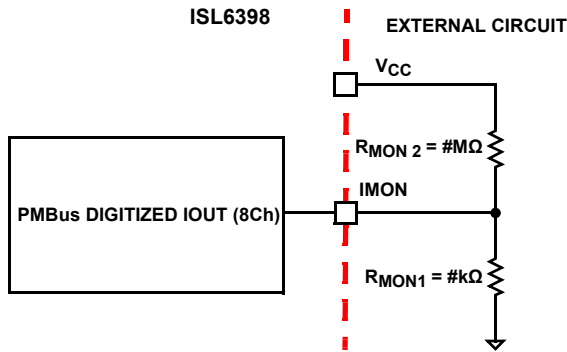 ISL6398
EXTERNAL CIRCUIT
VCC
RMON 2 = #MΩ
IMON
PMBus DIGITIZED IOUT (8Ch)
RMON1 = #kΩ